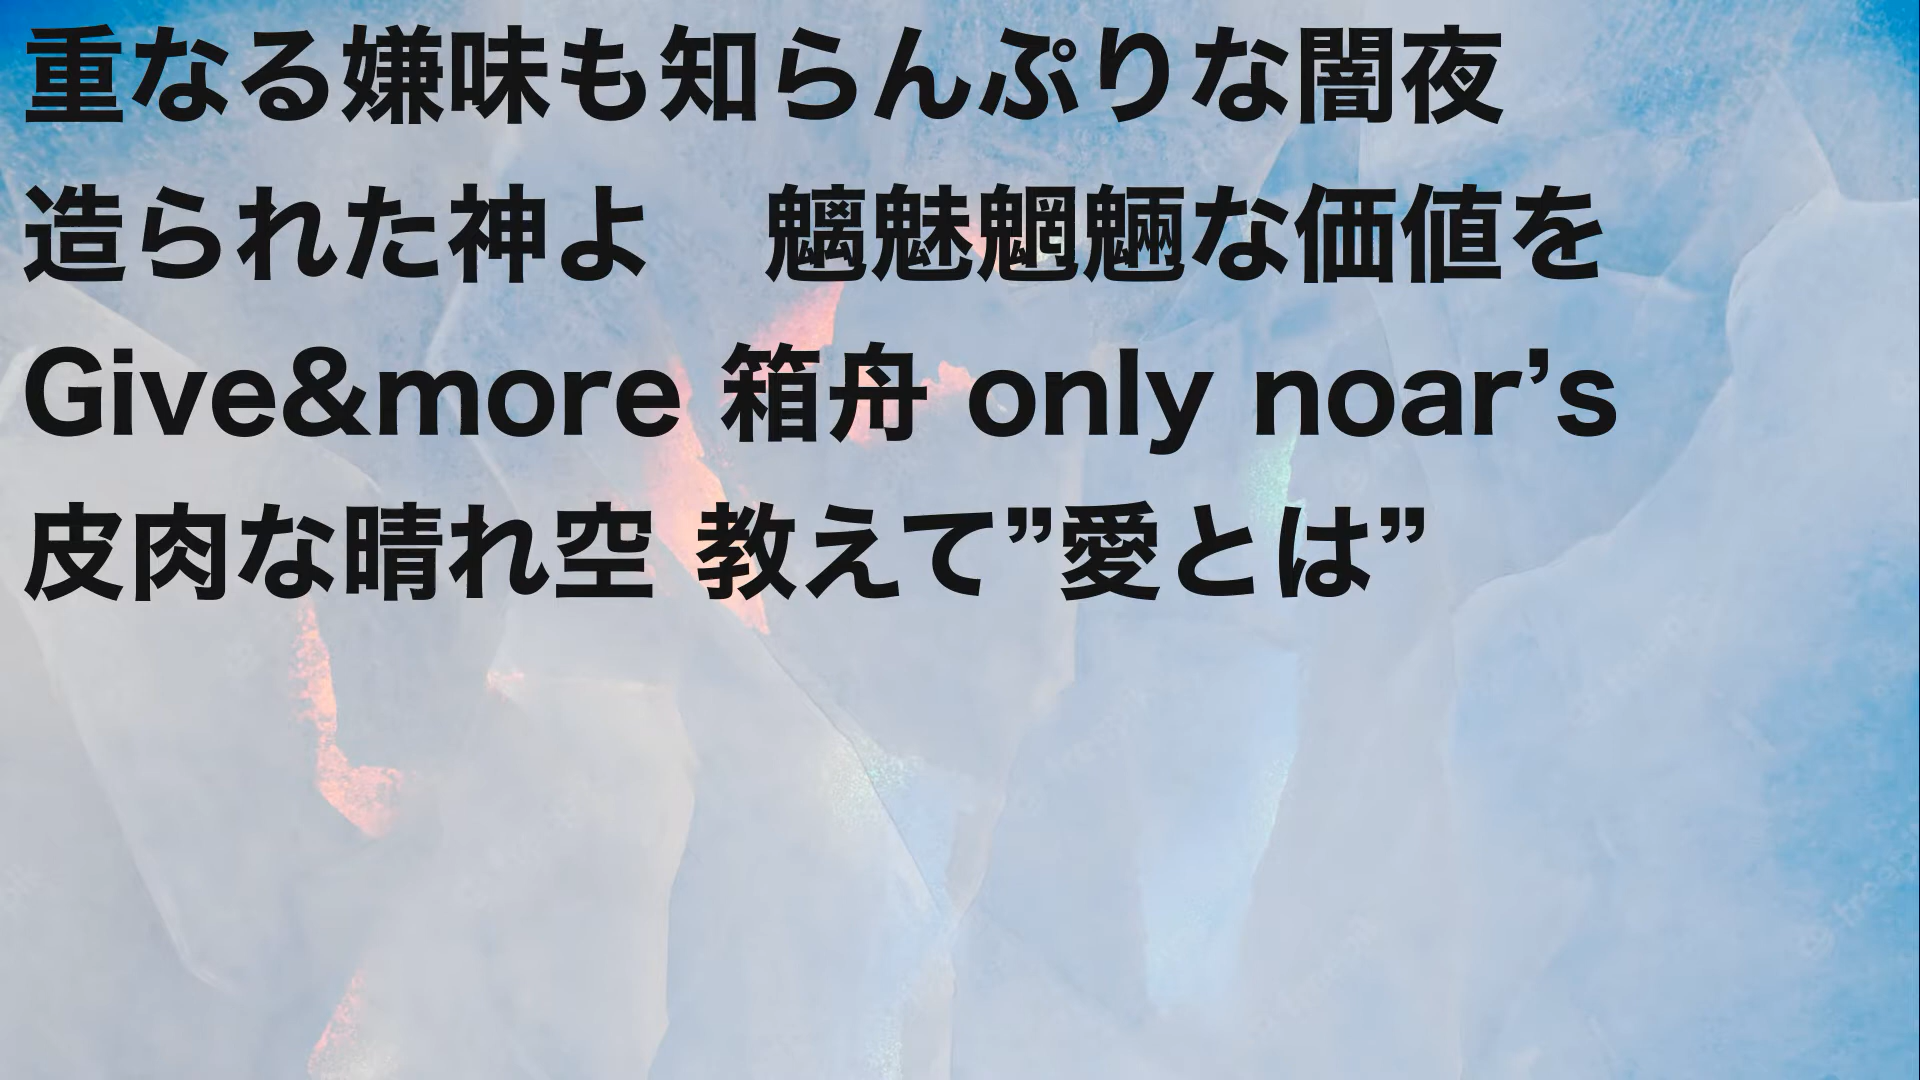 重なる嫌味も知らんぷりな闇夜
造られた神よ　魑魅魍魎な価値を
Give&more 箱舟 only noar’s
皮肉な晴れ空 教えて”愛とは”